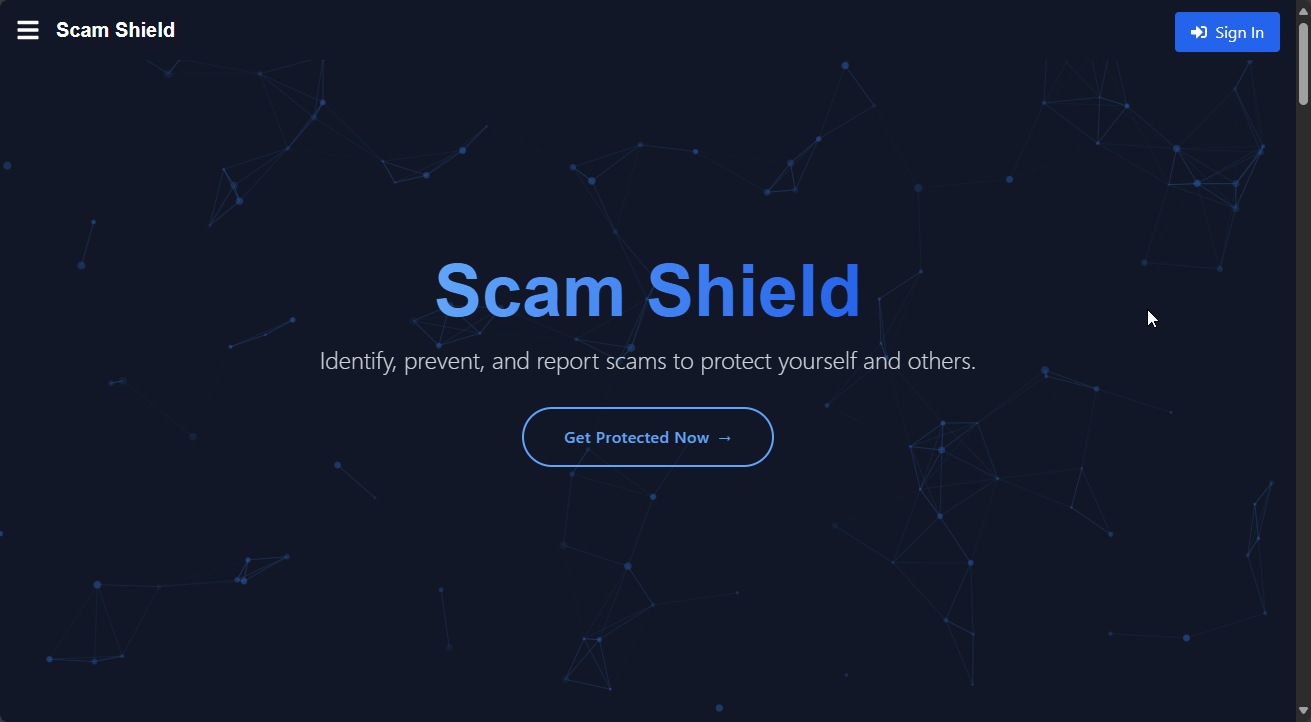 Scam Shield
Sign In
Scam Shield
Identify, prevent, and report scams to protect yourself and others.
Get Protected Now →